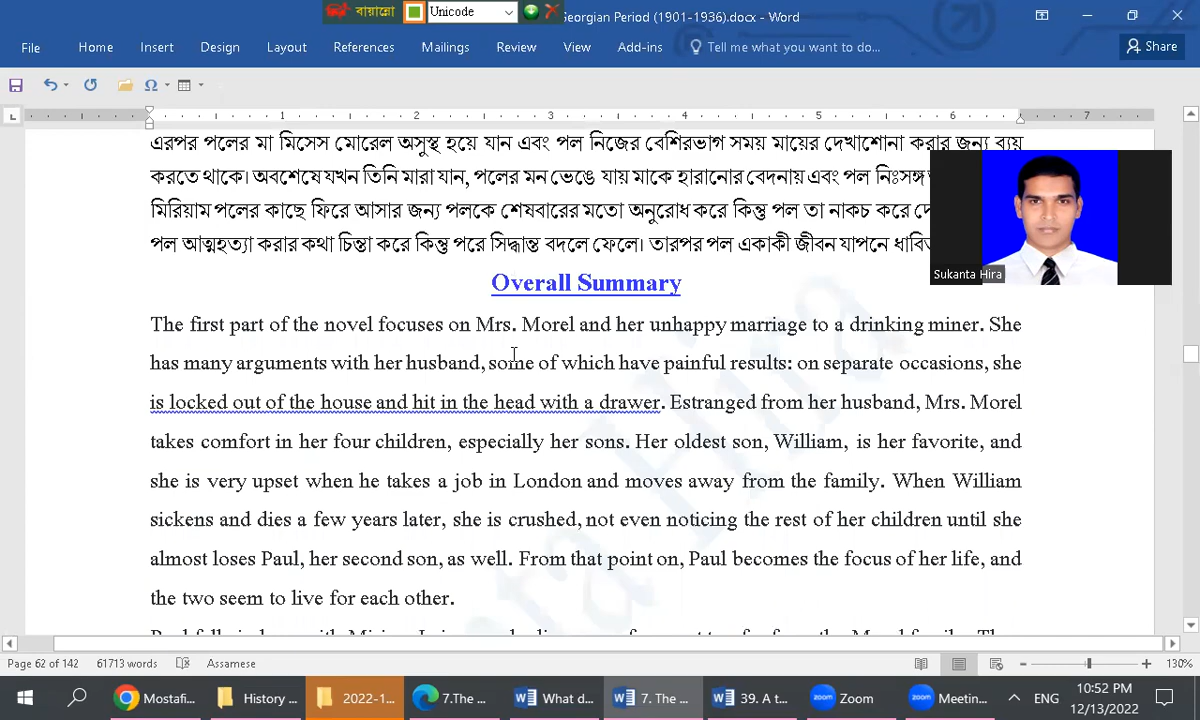 বায়ান্নো Unicode Georgian Period (1901-1936).docx - Word
File Home Insert Design Layout References Mailings Review View Add-ins Tell me what you want to do... Share
1 2 3 4 5 6 7
এরপর পলের মা মিসেস মোরেল অসুস্থ হয়ে যান এবং পল নিজের বেশিরভাগ সময় মায়ের দেখাশোনা করার জন্য ব্যয়
করতে থাকে। অবশেষে যখন তিনি মারা যান, পলের মন ভেঙে যায় মাকে হারানোর বেদনায় এবং পল নিঃসঙ্গ
মিরিয়াম পলের কাছে ফিরে আসার জন্য পলকে শেষবারের মতো অনুরোধ করে কিন্তু পল তা নাকচ করে
পল আত্মহত্যা করার কথা চিন্তা করে কিন্তু পরে সিদ্ধান্ত বদলে ফেলে। তারপর পল একাকী জীবন যাপনে
Sukanta Hira
Overall Summary
The first part of the novel focuses on Mrs. Morel and her unhappy marriage to a drinking miner. She
has many arguments with her husband, some of which have painful results: on separate occasions, she
is locked out of the house and hit in the head with a drawer. Estranged from her husband, Mrs. Morel
takes comfort in her four children, especially her sons. Her oldest son, William, is her favorite, and
she is very upset when he takes a job in London and moves away from the family. When William
sickens and dies a few years later, she is crushed, not even noticing the rest of her children until she
almost loses Paul, her second son, as well. From that point on, Paul becomes the focus of her life, and
the two seem to live for each other.
Page 62 of 142 61713 words Assamese 130%
Mostafi... History ... 2022-1... 7.The ... What d... 7. The ... 39. A t... Zoom Meetin... ENG 10:52 PM
12/13/2022